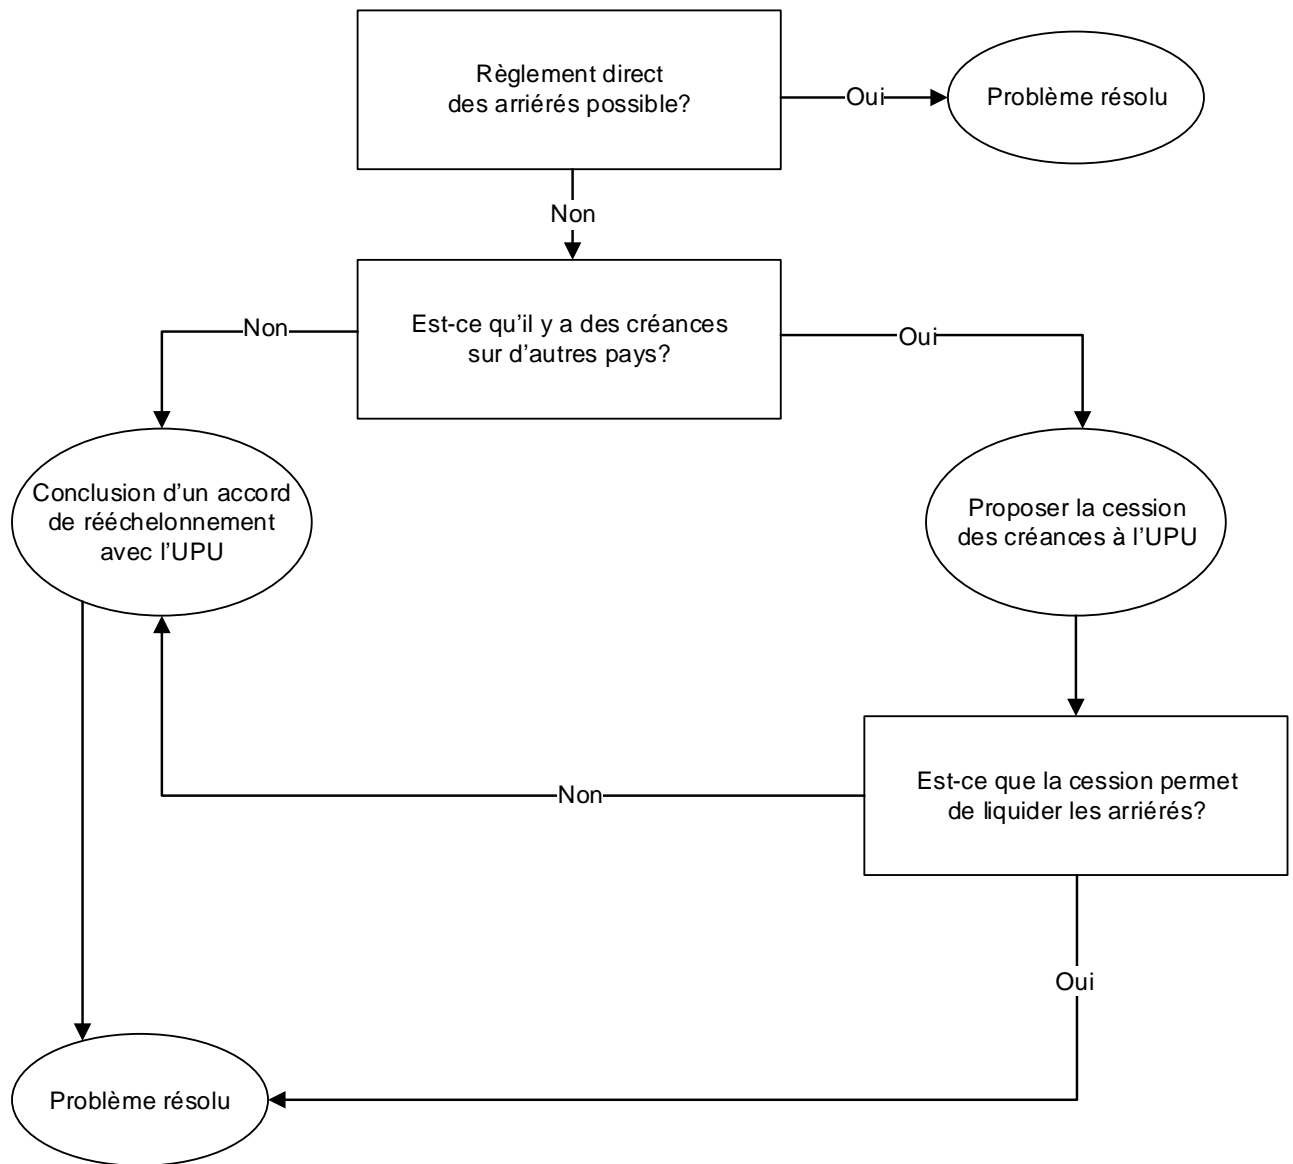 Règlement direct
des arriérés possible?
Oui
Problème résolu
Non
Est-ce qu'il y a des créances
sur d'autres pays?
Non
Oui
Conclusion d'un accord
de rééchelonnement
avec l'UPU
Proposer la cession
des créances à l'UPU
Est-ce que la cession permet
de liquider les arriérés?
Non
Oui
Problème résolu